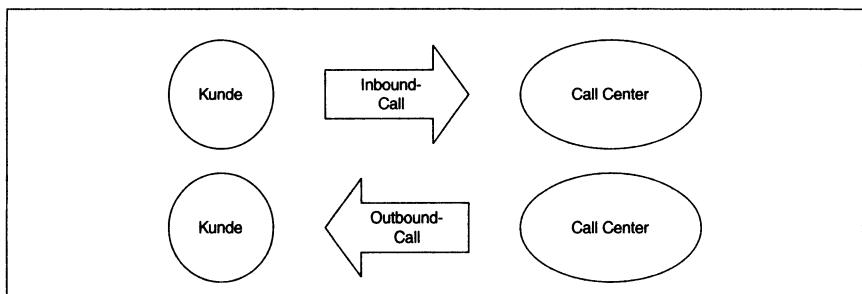 Kunde
Inbound-
Call
Call Center
Kunde
Outbound-
Call
Call Center